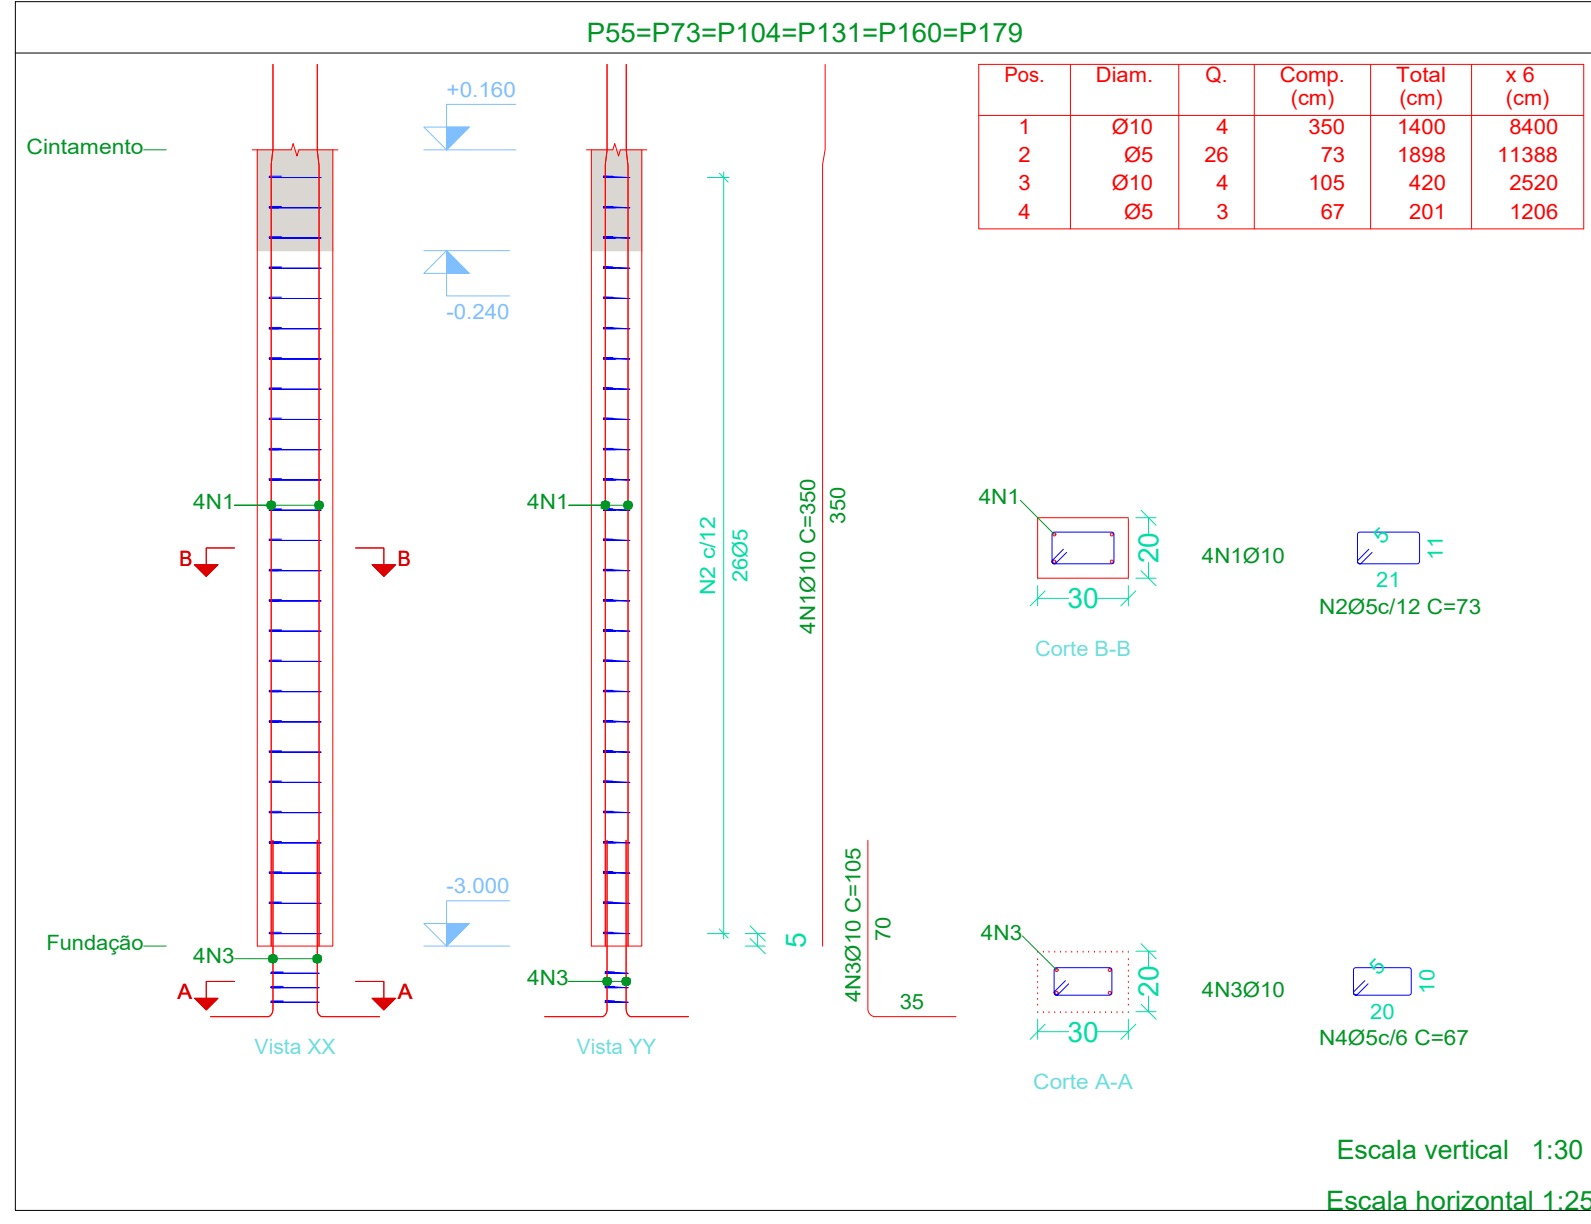 P55=P73=P104=P131=P160=P179
Pos. Diam. Q. Comp. (cm) Total (cm) x 6 (cm)
1 Ø10 4 350 1400 8400
2 Ø5 26 73 1898 11388
3 Ø10 4 105 420 2520
4 Ø5 3 67 201 1206
Cintamento
+0.160
-0.240
4N1
4N1
B
B
N2 c/12
26Ø5
4N1Ø10 C=350
350
4N1
20
30
4N1Ø10
Corte B-B
5
11
21
N2Ø5c/12 C=73
-3.000
Fundação
4N3
4N3
A
A
5
4N3Ø10 C=105
70
35
Vista XX
Vista YY
4N3
20
30
4N3Ø10
Corte A-A
5
10
20
N4Ø5c/6 C=67
Escala vertical 1:30
Escala horizontal 1:25